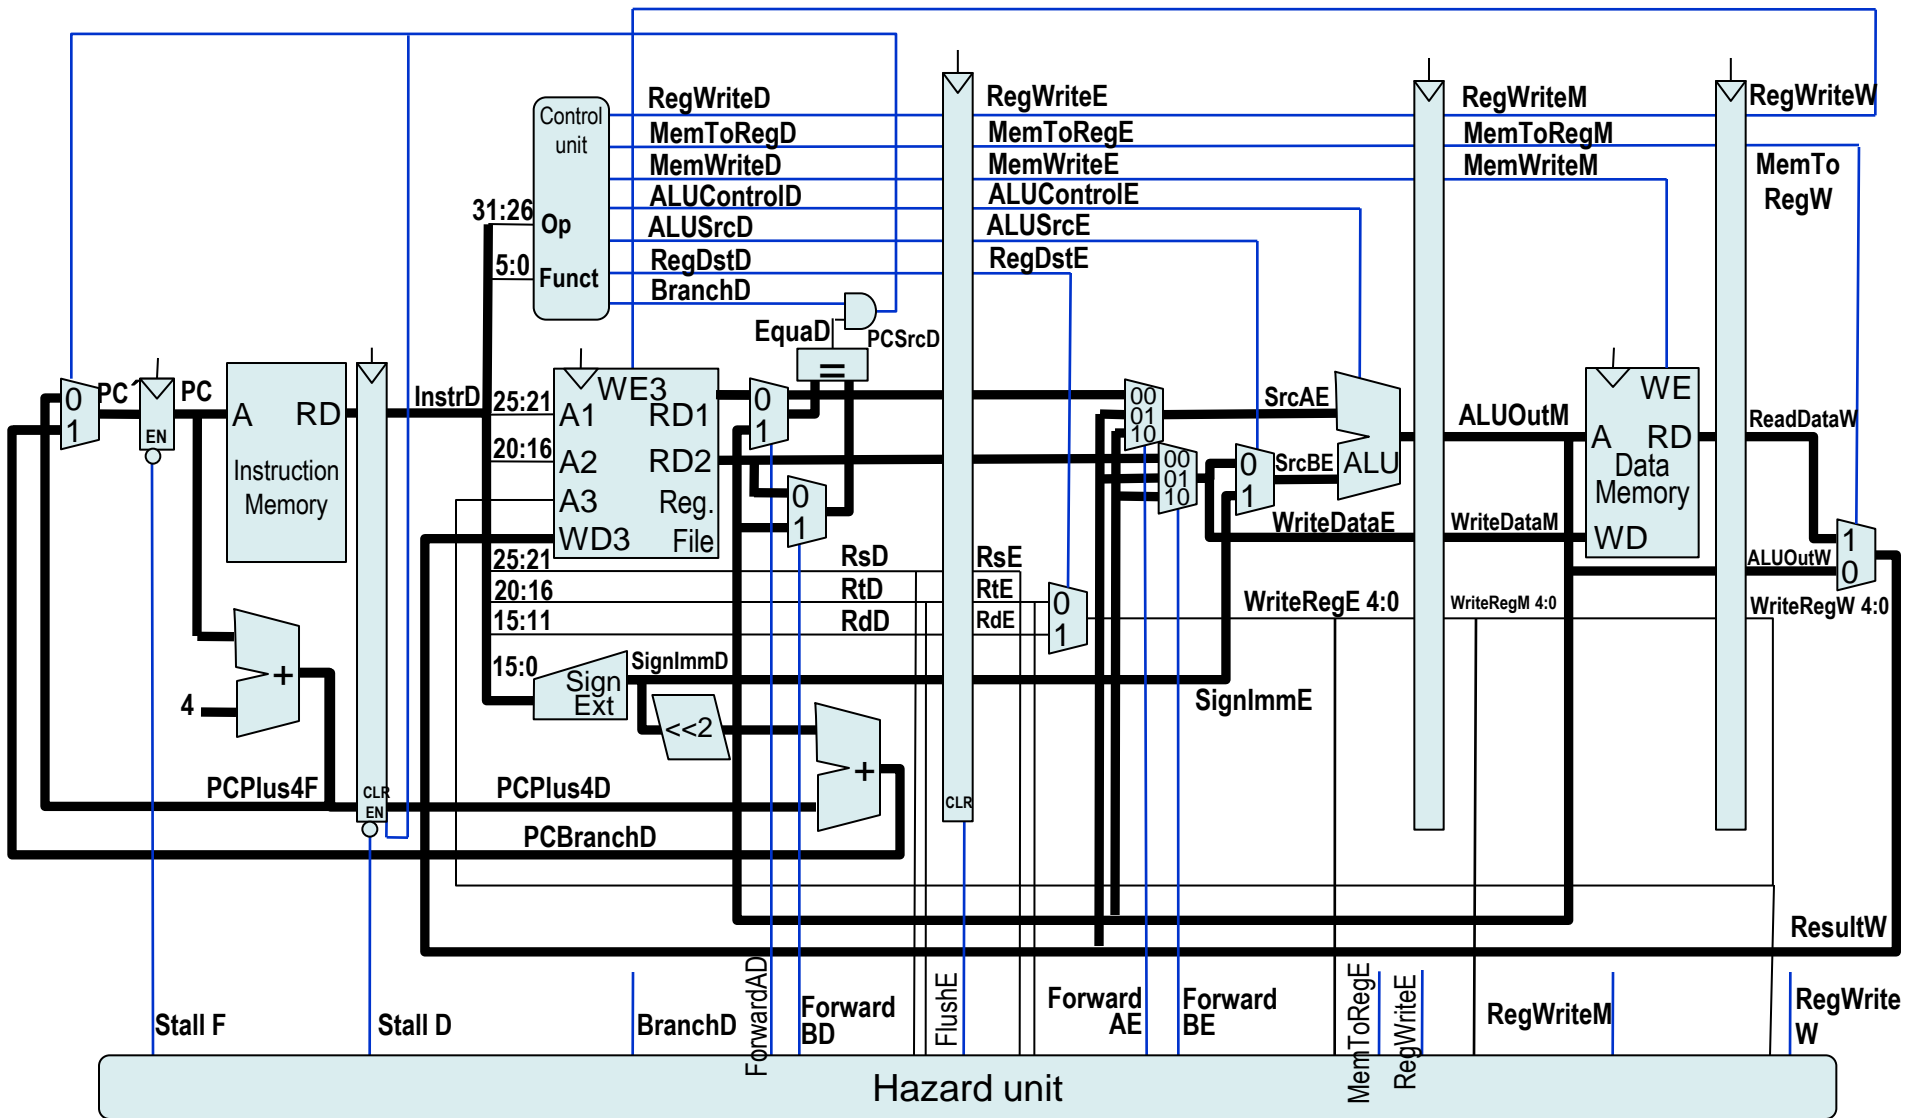 RegWriteD
RegWriteE
RegWriteM
RegWriteW
Control
unit
MemToRegD
MemToRegE
MemToRegM
MemWriteD
MemWriteE
MemWriteM
MemTo
RegW
ALUControlD
ALUControlE
31:26
Op
ALUSrcD
ALUSrcE
5:0
Funct
RegDstD
RegDstE
BranchD
EquaD
PCSrcD
=
0
1
PC´
EN
PC
A
RD
Instruction
Memory
InstrD
25:21
20:16
WE3
A1
RD1
A2
RD2
A3
Reg.
WD3
File
0
1
0
1
00
01
10
00
01
10
SrcAE
0
1
SrcBE
ALU
ALUOutM
WE
A
RD
Data
Memory
WD
ReadDataW
WriteDataE
WriteDataM
1
0
ALUOutW
25:21
RsD
RsE
20:16
RtD
RtE
15:11
RdD
RdE
0
1
WriteRegE 4:0
WriteRegM 4:0
WriteRegW 4:0
15:0
Sign
Ext
SignImmD
SignImmE
<<2
+
4
+
PCPlus4F
CLR
EN
PCPlus4D
CLR
PCBranchD
ResultW
Stall F
Stall D
BranchD
ForwardAD
Forward
BD
FlushE
Forward
AE
Forward
BE
MemToRegE
RegWriteE
RegWriteM
RegWrite
W
Hazard unit